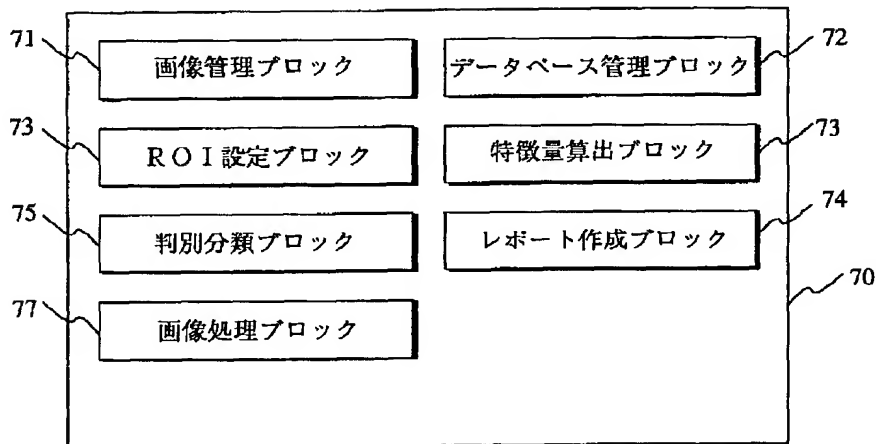 71 画像管理ブロック データベース管理ブロック 72
73 ROI設定ブロック 特徴量算出ブロック 73
75 判別分類ブロック レポート作成ブロック 74
77 画像処理ブロック 70